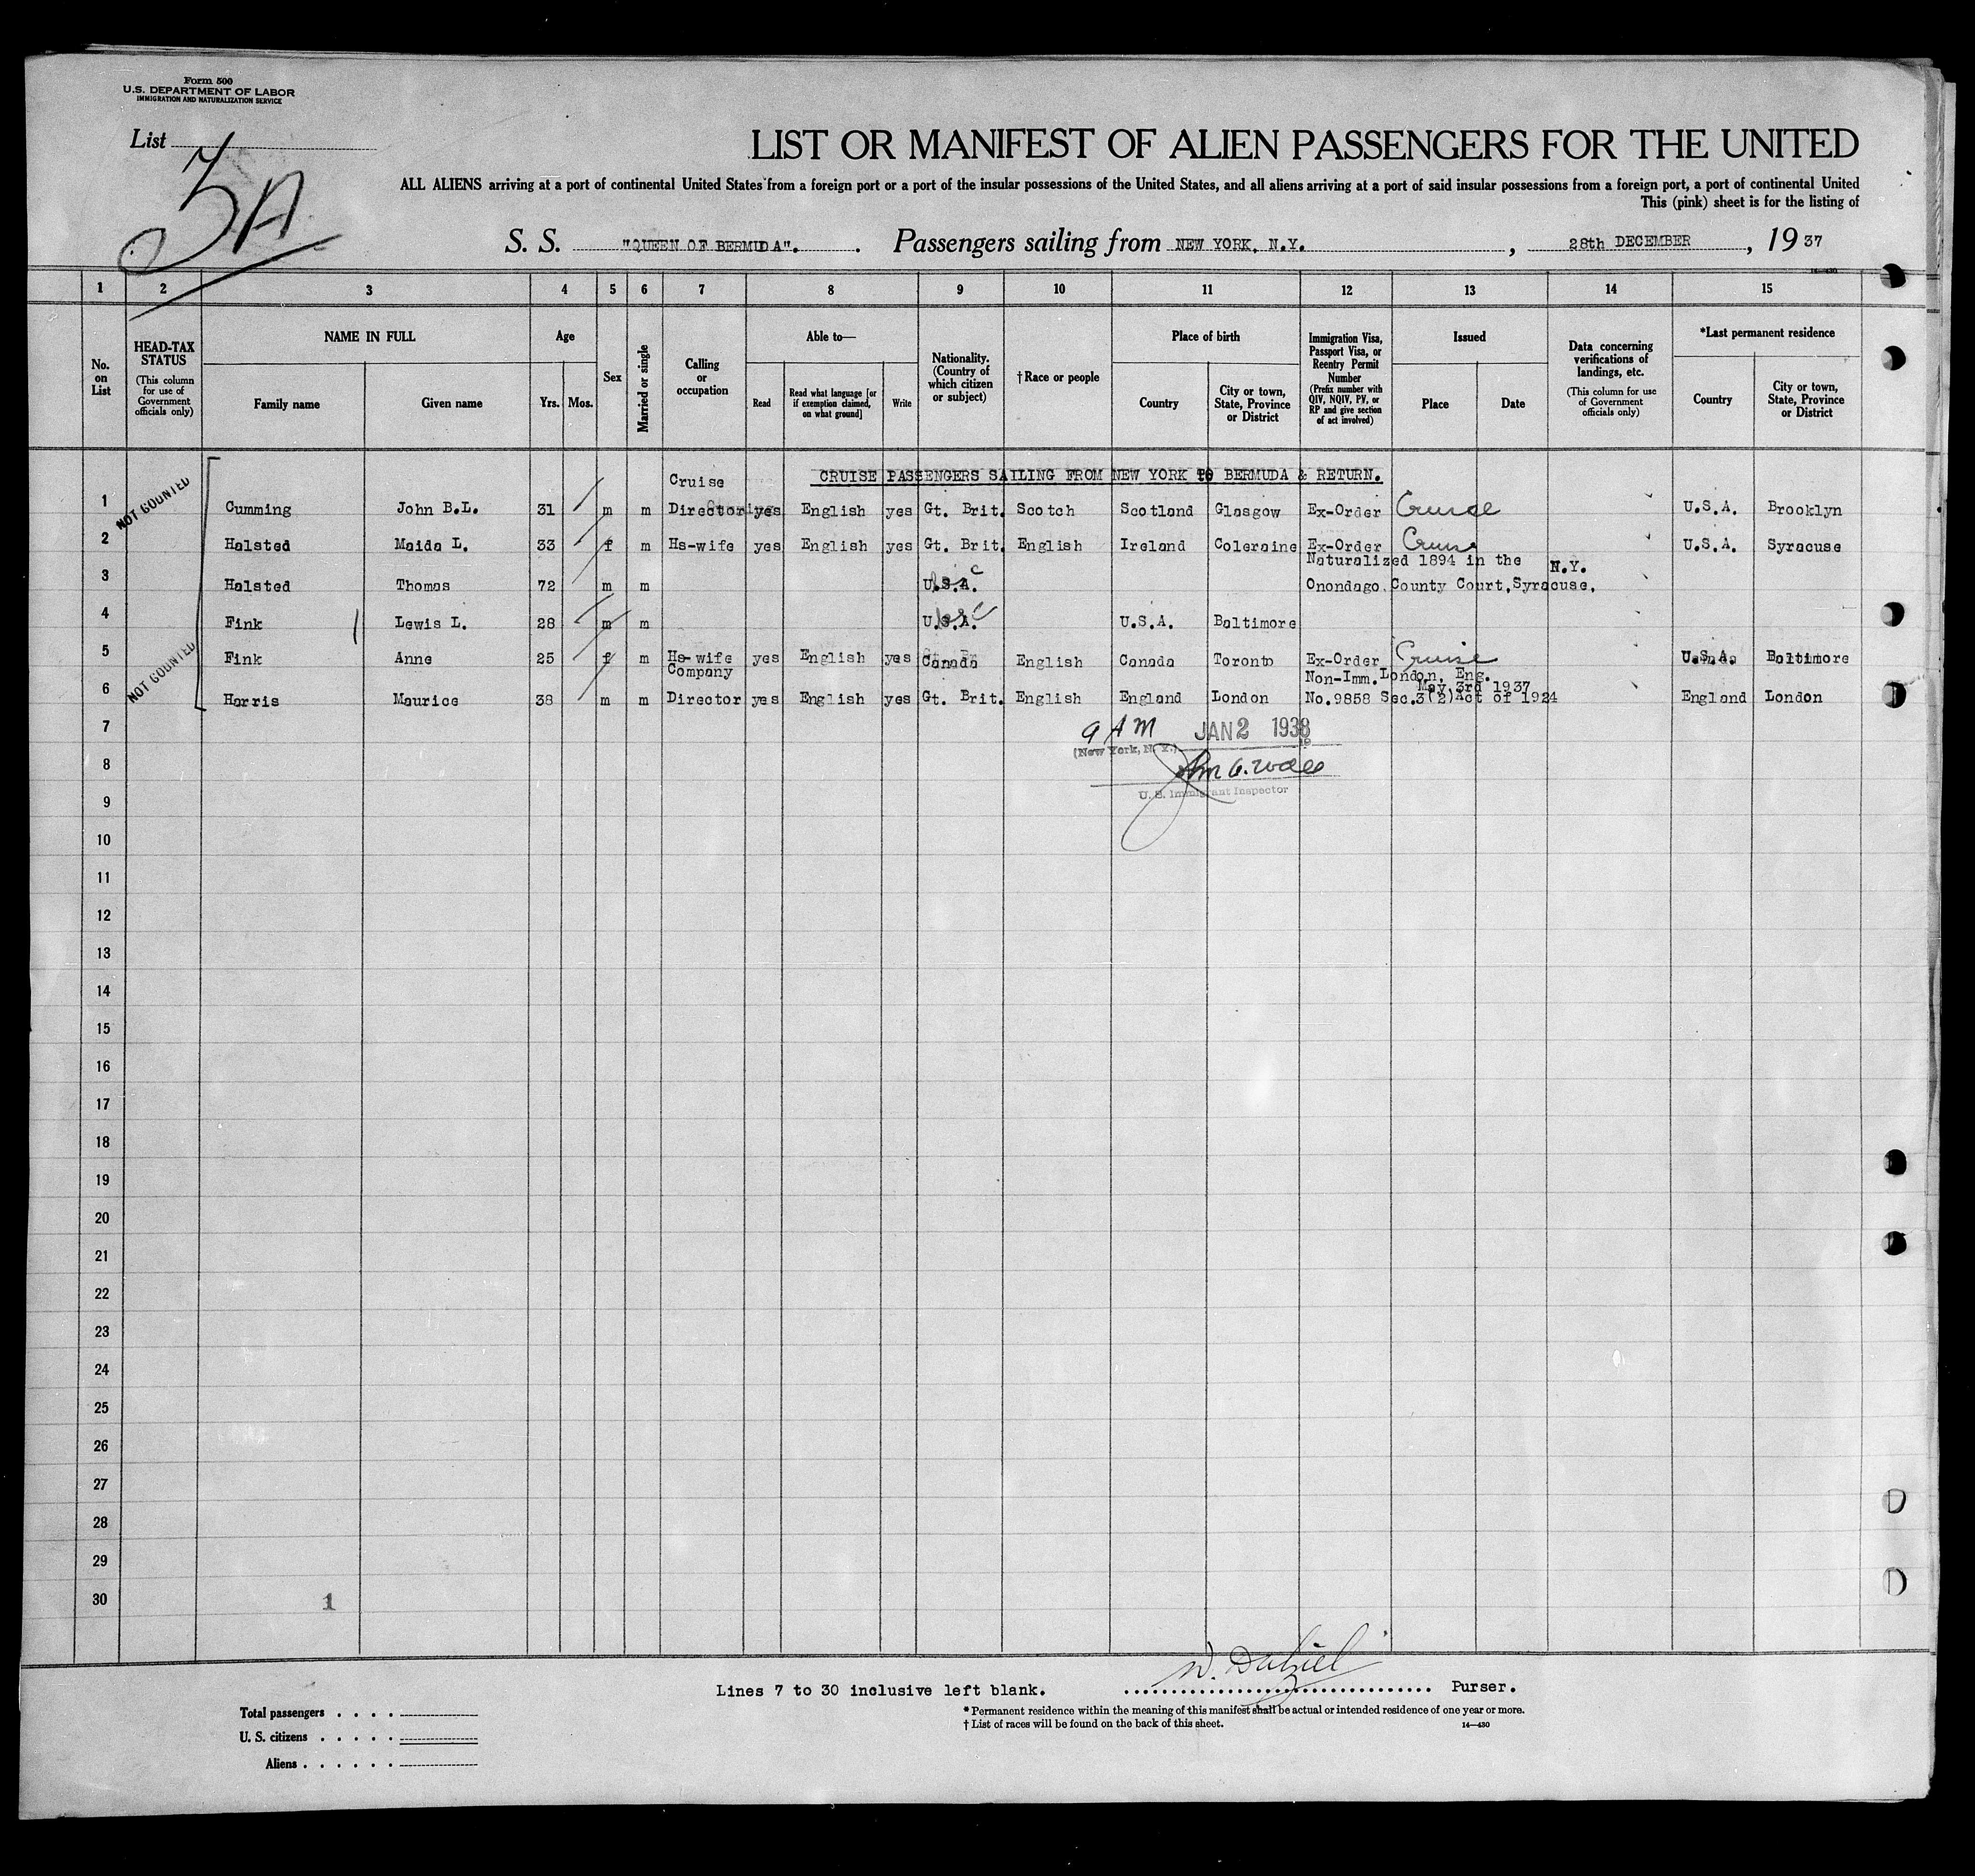 Form 500
U.S. DEPARTMENT OF LABOR
IMMIGRATION AND NATURALIZATION SERVICE
List
3A
LIST OR MANIFEST OF ALIEN PASSENGERS FOR THE UNITED
ALL ALIENS arriving at a port of continental United States from a foreign port or a port of the insular possessions of the United States, and all aliens arriving at a port of said insular possessions from a foreign port, a port of continental United
This (pink) sheet is for the listing of
S. S. "QUEEN OF BERMUDA". Passengers sailing from NEW YORK, N.Y. , 28th DECEMBER , 19 37
14—430
1 2 3 4 5 6 7 8 9 10 11 12 13 14 15
No. on List
HEAD-TAX STATUS (This column for use of Government officials only)
NAME IN FULL
Family name Given name
Age
Yrs. Mos.
Sex
Married or single
Calling or occupation
Able to—
Read Read what language [or if exemption claimed, on what ground] Write
Nationality. (Country of which citizen or subject)
†Race or people
Place of birth
Country City or town, State, Province or District
Immigration Visa, Passport Visa, or Reentry Permit Number (Prefix number with QIV, NQIV, PV, or RP and give section of act involved)
Issued
Place Date
Data concerning verifications of landings, etc. (This column for use of Government officials only)
*Last permanent residence
Country City or town, State, Province or District
CRUISE PASSENGERS SAILING FROM NEW YORK TO BERMUDA & RETURN.
NOT COUNTED
Cruise
1 Cumming John B.L. 31 m m Director yes English yes Gt. Brit. Scotch Scotland Glasgow Ex-Order Cruise U.S.A. Brooklyn
2 Halsted Maida L. 33 f m Hs-wife yes English yes Gt. Brit. English Ireland Coleraine Ex-Order Cruise U.S.A. Syracuse
Naturalized 1894 in the N.Y.
3 Halsted Thomas 72 m m U.S.A. Onondago County Court, Syracuse.
4 Fink Lewis L. 28 m m U.S.A. U.S.A. Baltimore
NOT COUNTED
5 Fink Anne 25 f m Hs-wife yes English yes Canada English Canada Toronto Ex-Order Cruise U.S.A. Baltimore
Company Non-Imm. London, Eng.
May 3rd 1937
6 Harris Maurice 38 m m Director yes English yes Gt. Brit. English England London No.9858 Sec.3(2)Act of 1924 England London
7
9 AM JAN 2 1938
(New York, N. Y.) 19
8
U. S. Immigrant Inspector
9
10
11
12
13
14
15
16
17
18
19
20
21
22
23
24
25
26
27
28
29
30
1
Lines 7 to 30 inclusive left blank. Purser.
Total passengers
U. S. citizens
Aliens
* Permanent residence within the meaning of this manifest shall be actual or intended residence of one year or more.
† List of races will be found on the back of this sheet. 14—430